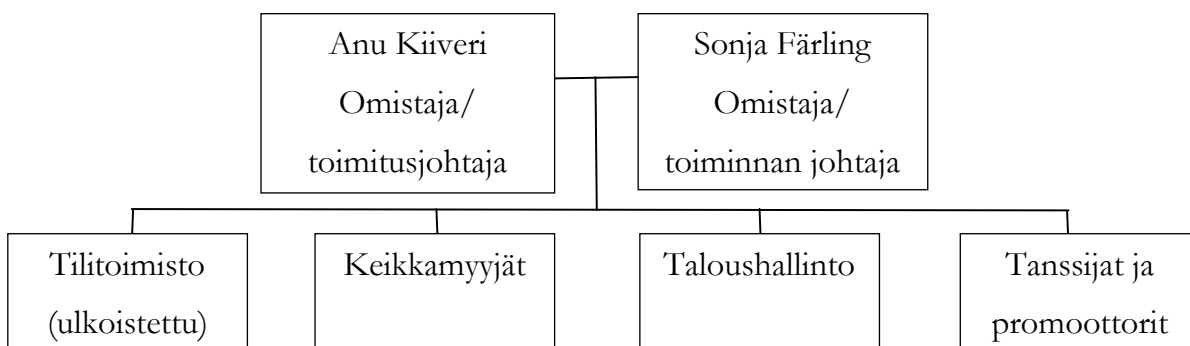 Anu Kiiveri
Omistaja/
toimitusjohtaja
Sonja Färling
Omistaja/
toiminnan johtaja
Tilitoimisto
(ulkoistettu)
Keikkamyyjät
Taloushallinto
Tanssijat ja
promoottorit